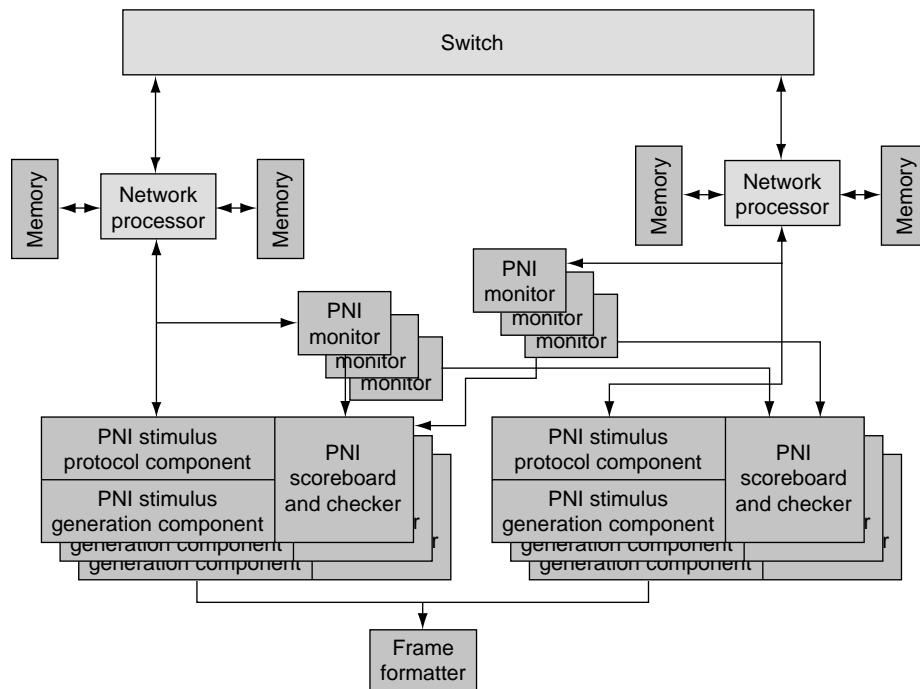 Switch
Memory
Network
processor
Memory
Memory
Network
processor
Memory
PNI
monitor
monitor
monitor
PNI
monitor
monitor
monitor
PNI stimulus
protocol component
PNI stimulus
generation component
PNI
scoreboard
and checker
generation component
generation component
PNI stimulus
protocol component
PNI stimulus
generation component
PNI
scoreboard
and checker
generation component
generation component
Frame
formatter